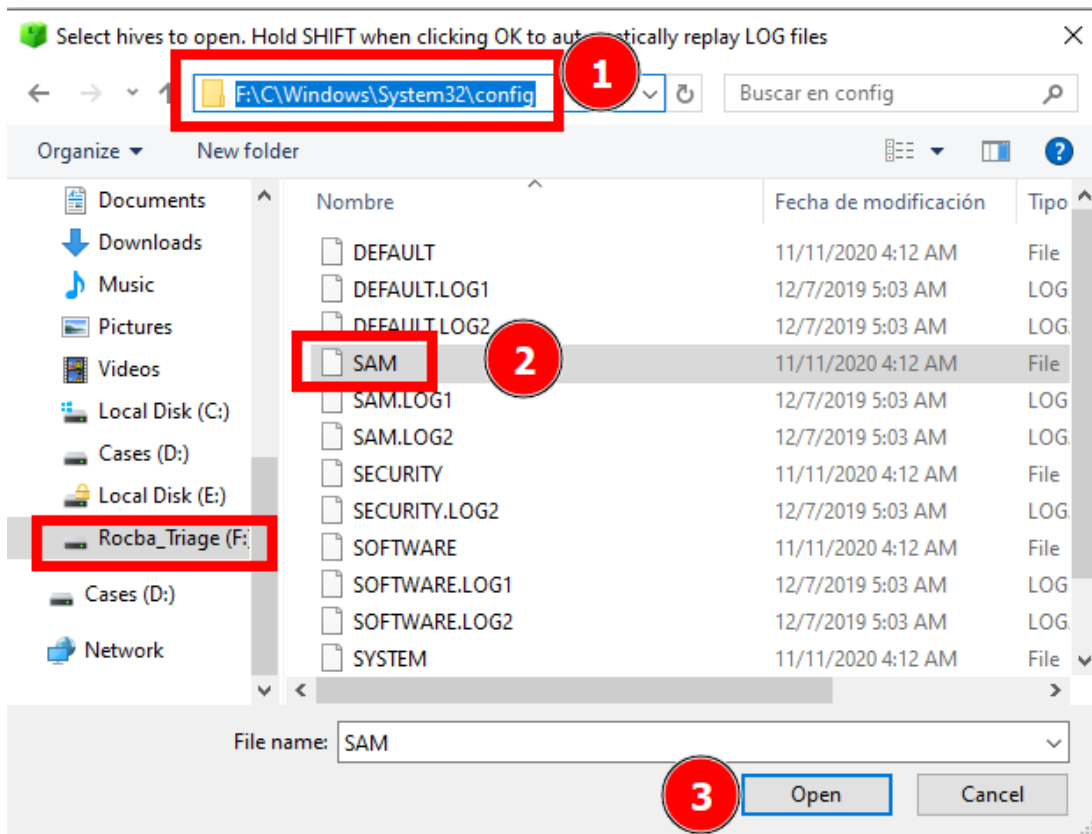 Select hives to open. Hold SHIFT when clicking OK to automatically replay LOG files
1
F:\C\Windows\System32\config
Buscar en config
Organize
New folder
Documents
Downloads
Music
Pictures
Videos
Local Disk (C:)
Cases (D:)
Local Disk (E:)
Rocba_Triage (F:
Cases (D:)
Network
Nombre Fecha de modificación Tipo
DEFAULT 11/11/2020 4:12 AM File
DEFAULT.LOG1 12/7/2019 5:03 AM LOG
DEFAULT.LOG2 12/7/2019 5:03 AM LOG.
SAM 11/11/2020 4:12 AM File
2
SAM.LOG1 12/7/2019 5:03 AM LOG
SAM.LOG2 12/7/2019 5:03 AM LOG.
SECURITY 11/11/2020 4:12 AM File
SECURITY.LOG2 12/7/2019 5:03 AM LOG.
SOFTWARE 11/11/2020 4:12 AM File
SOFTWARE.LOG1 12/7/2019 5:03 AM LOG
SOFTWARE.LOG2 12/7/2019 5:03 AM LOG.
SYSTEM 11/11/2020 4:12 AM File
File name: SAM
3
Open
Cancel